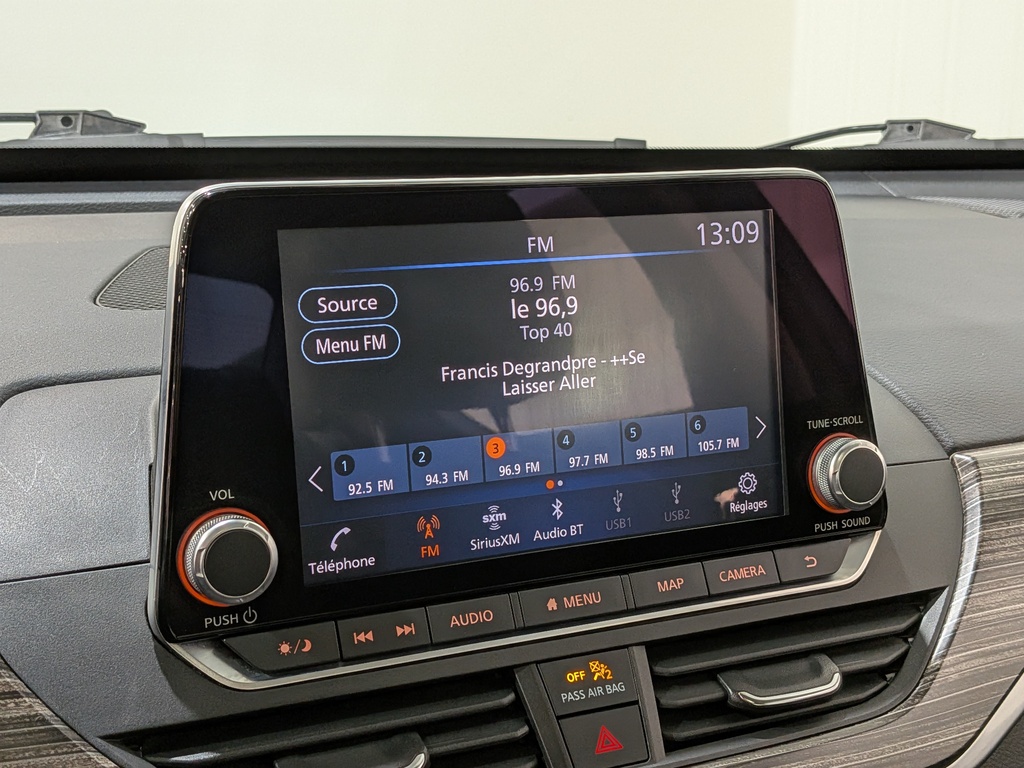 FM
13:09
Source
Menu FM
96.9 FM
le 96,9
Top 40
Francis Degrandpre - ++Se
Laisser Aller
1
92.5 FM
2
94.3 FM
3
96.9 FM
4
97.7 FM
5
98.5 FM
6
105.7 FM
Téléphone
FM
sxm
SiriusXM
Audio BT
USB1
USB2
Réglages
VOL
PUSH
TUNE·SCROLL
PUSH SOUND
AUDIO
MENU
MAP
CAMERA
OFF 2
PASS AIR BAG